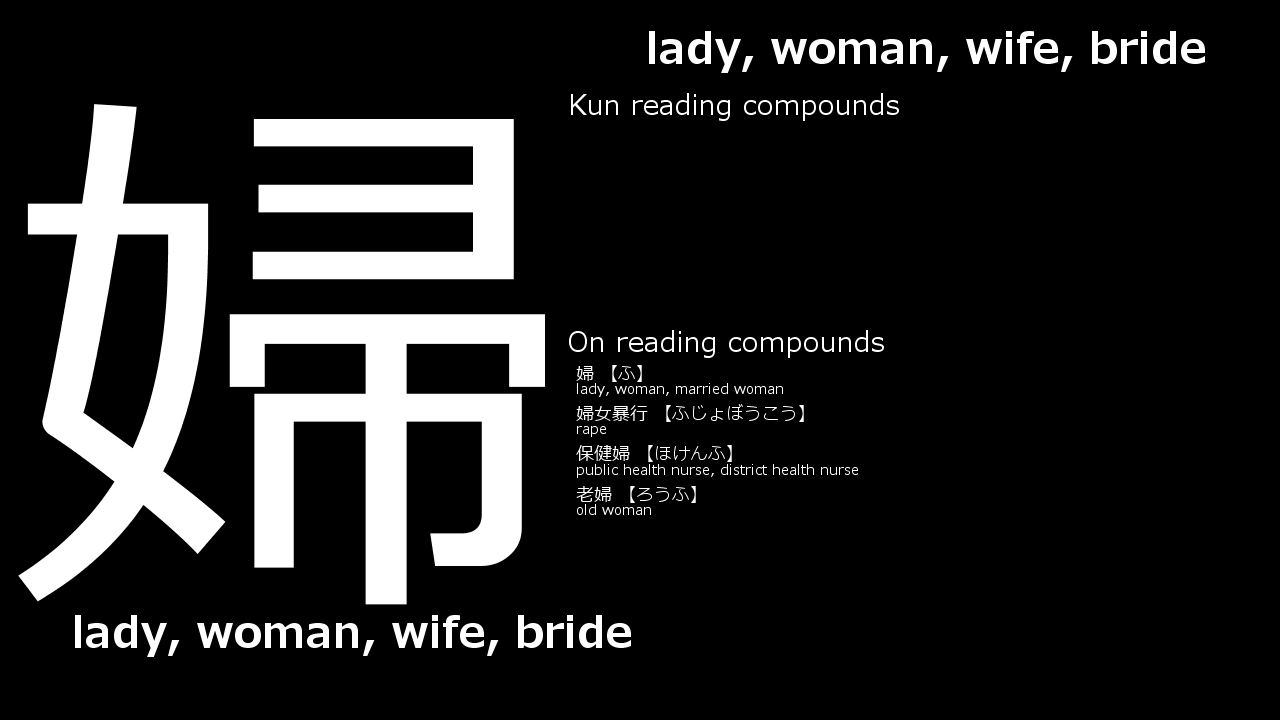 lady, woman, wife, bride
Kun reading compounds
婦
On reading compounds
婦 【ふ】
lady, woman, married woman
婦女暴行 【ふじょぼうこう】
rape
保健婦 【ほけんふ】
public health nurse, district health nurse
老婦 【ろうふ】
old woman
lady, woman, wife, bride